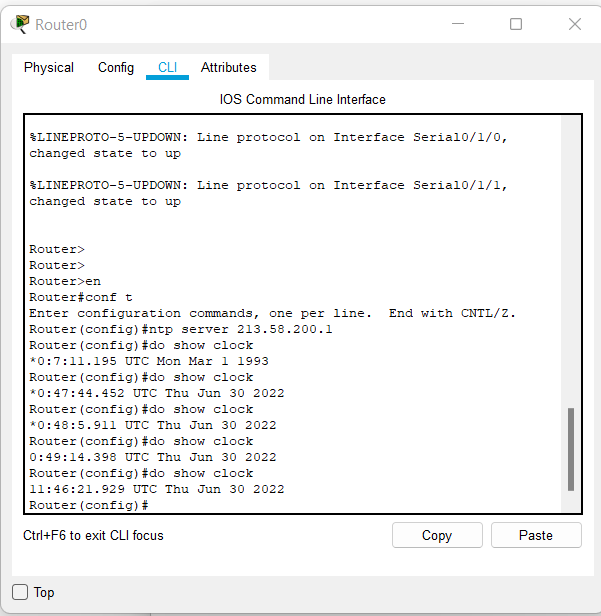 Router0
Physical Config CLI Attributes
IOS Command Line Interface
%LINEPROTO-5-UPDOWN: Line protocol on Interface Serial0/1/0,
changed state to up
%LINEPROTO-5-UPDOWN: Line protocol on Interface Serial0/1/1,
changed state to up
Router>
Router>
Router>en
Router#conf t
Enter configuration commands, one per line.  End with CNTL/Z.
Router(config)#ntp server 213.58.200.1
Router(config)#do show clock
*0:7:11.195 UTC Mon Mar 1 1993
Router(config)#do show clock
*0:47:44.452 UTC Thu Jun 30 2022
Router(config)#do show clock
*0:48:5.911 UTC Thu Jun 30 2022
Router(config)#do show clock
0:49:14.398 UTC Thu Jun 30 2022
Router(config)#do show clock
11:46:21.929 UTC Thu Jun 30 2022
Router(config)#
Ctrl+F6 to exit CLI focus Copy Paste
Top